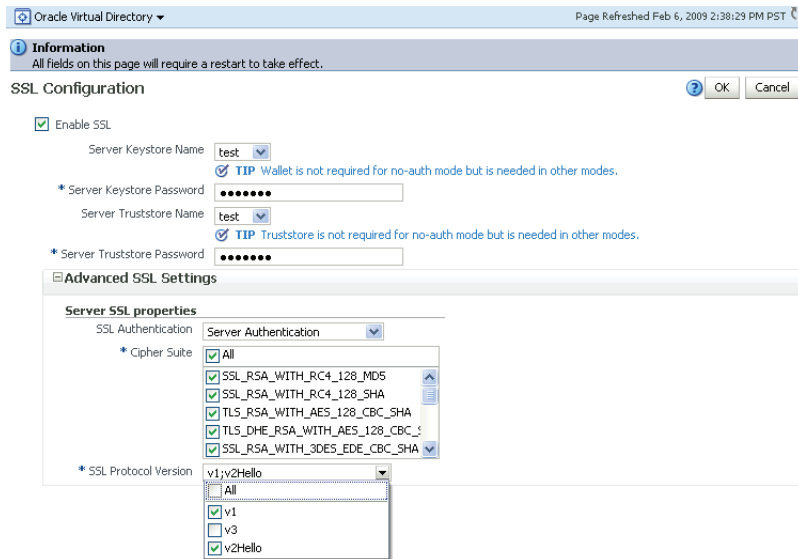 Oracle Virtual Directory
Page Refreshed Feb 6, 2009 2:38:29 PM PST
Information
All fields on this page will require a restart to take effect.
SSL Configuration
OK Cancel
Enable SSL
Server Keystore Name test
TIP Wallet is not required for no-auth mode but is needed in other modes.
* Server Keystore Password •••••••
Server Truststore Name test
TIP Truststore is not required for no-auth mode but is needed in other modes.
* Server Truststore Password •••••••
Advanced SSL Settings
Server SSL properties
SSL Authentication Server Authentication
* Cipher Suite All
SSL_RSA_WITH_RC4_128_MD5
SSL_RSA_WITH_RC4_128_SHA
TLS_RSA_WITH_AES_128_CBC_SHA
TLS_DHE_RSA_WITH_AES_128_CBC_S
SSL_RSA_WITH_3DES_EDE_CBC_SHA
* SSL Protocol Version v1;v2Hello
All
v1
v3
v2Hello